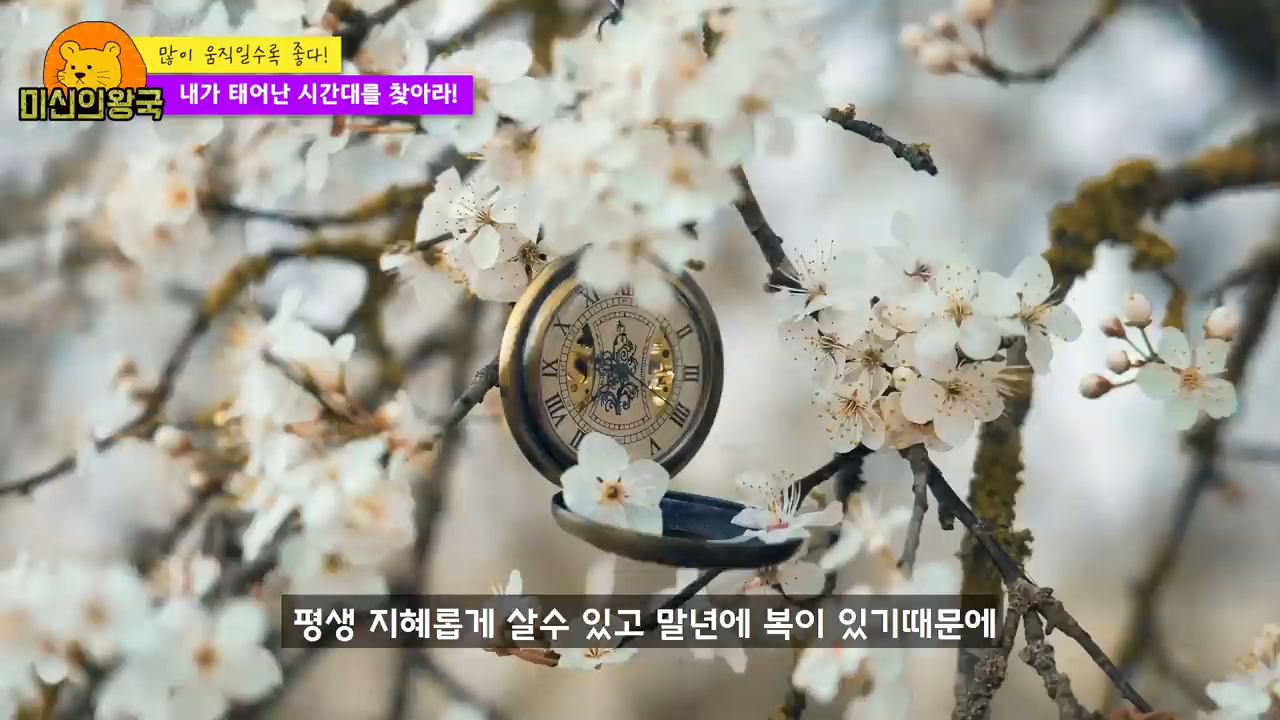 많이 움직일수록 좋다!
내가 태어난 시간대를 찾아라!
미신의왕국
평생 지혜롭게 살수 있고 말년에 복이 있기때문에